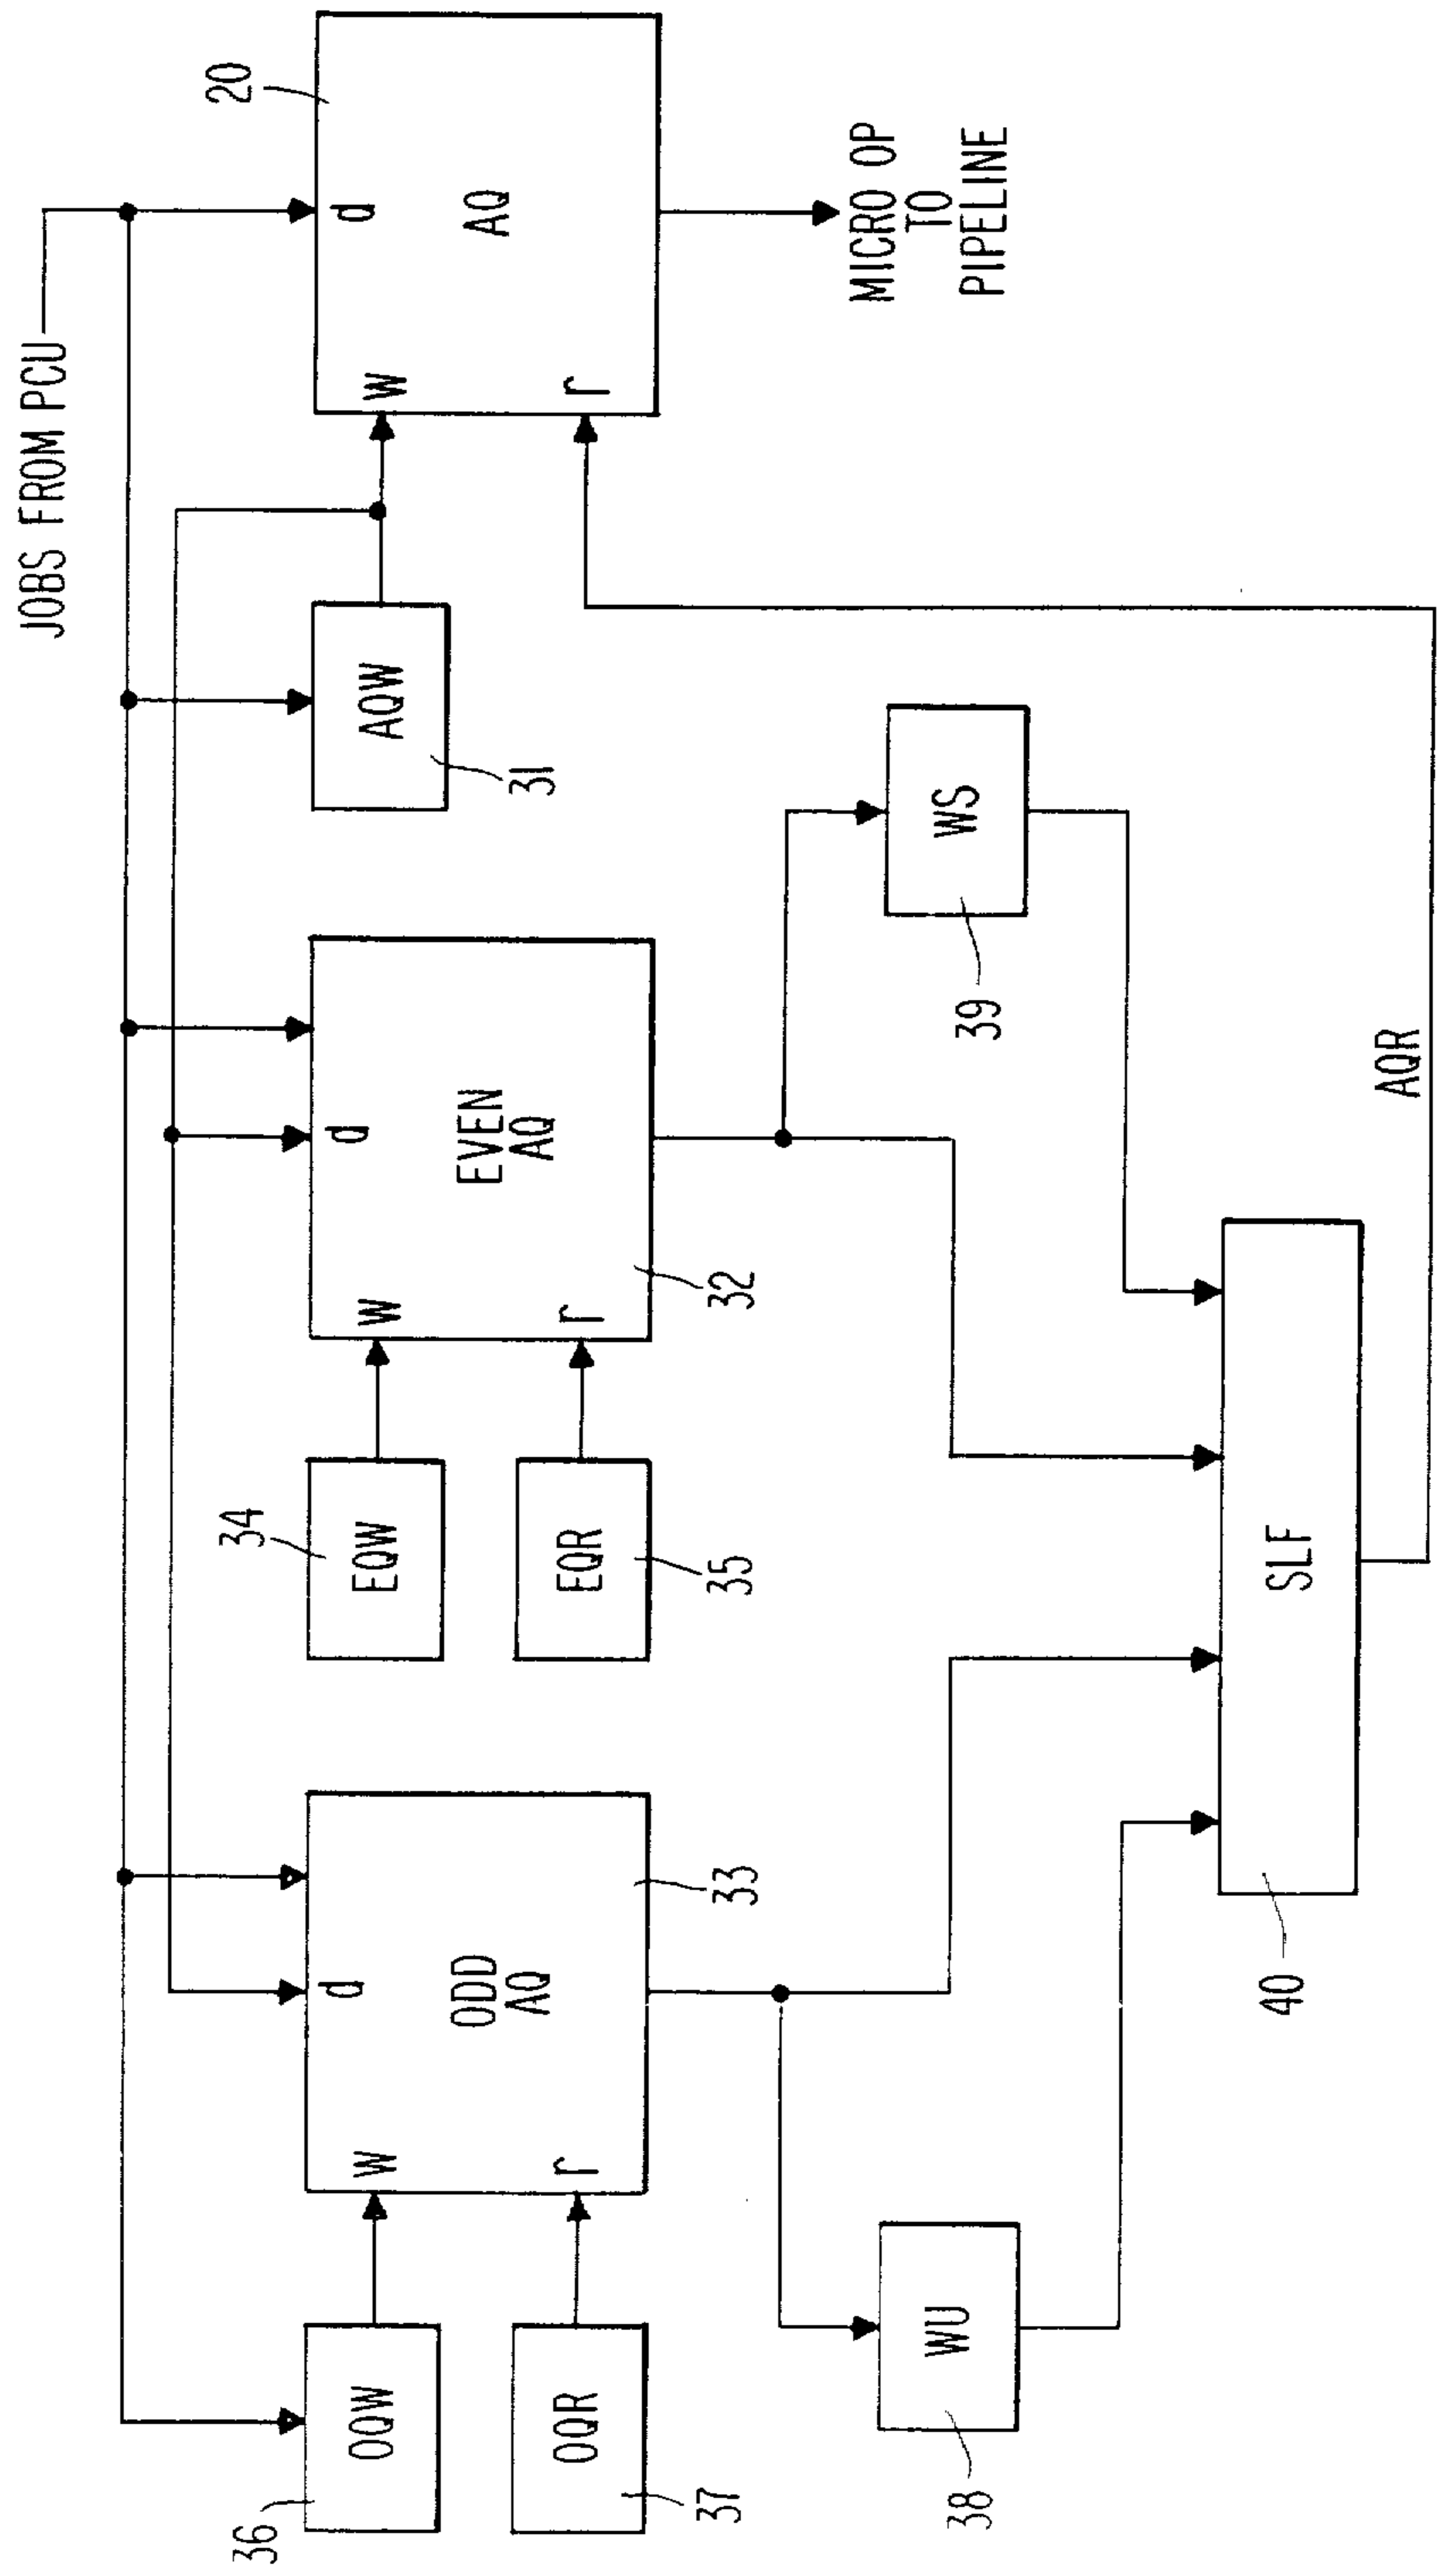 JOBS FROM PCU
36
OQW
w
d
ODD
AQ
r
33
OQR
37
34
EQW
w
d
EVEN
AQ
r
32
EQR
35
AQW
31
w
d
AQ
r
20
MICRO OP
TO
PIPELINE
WU
38
WS
39
SLF
40
AQR